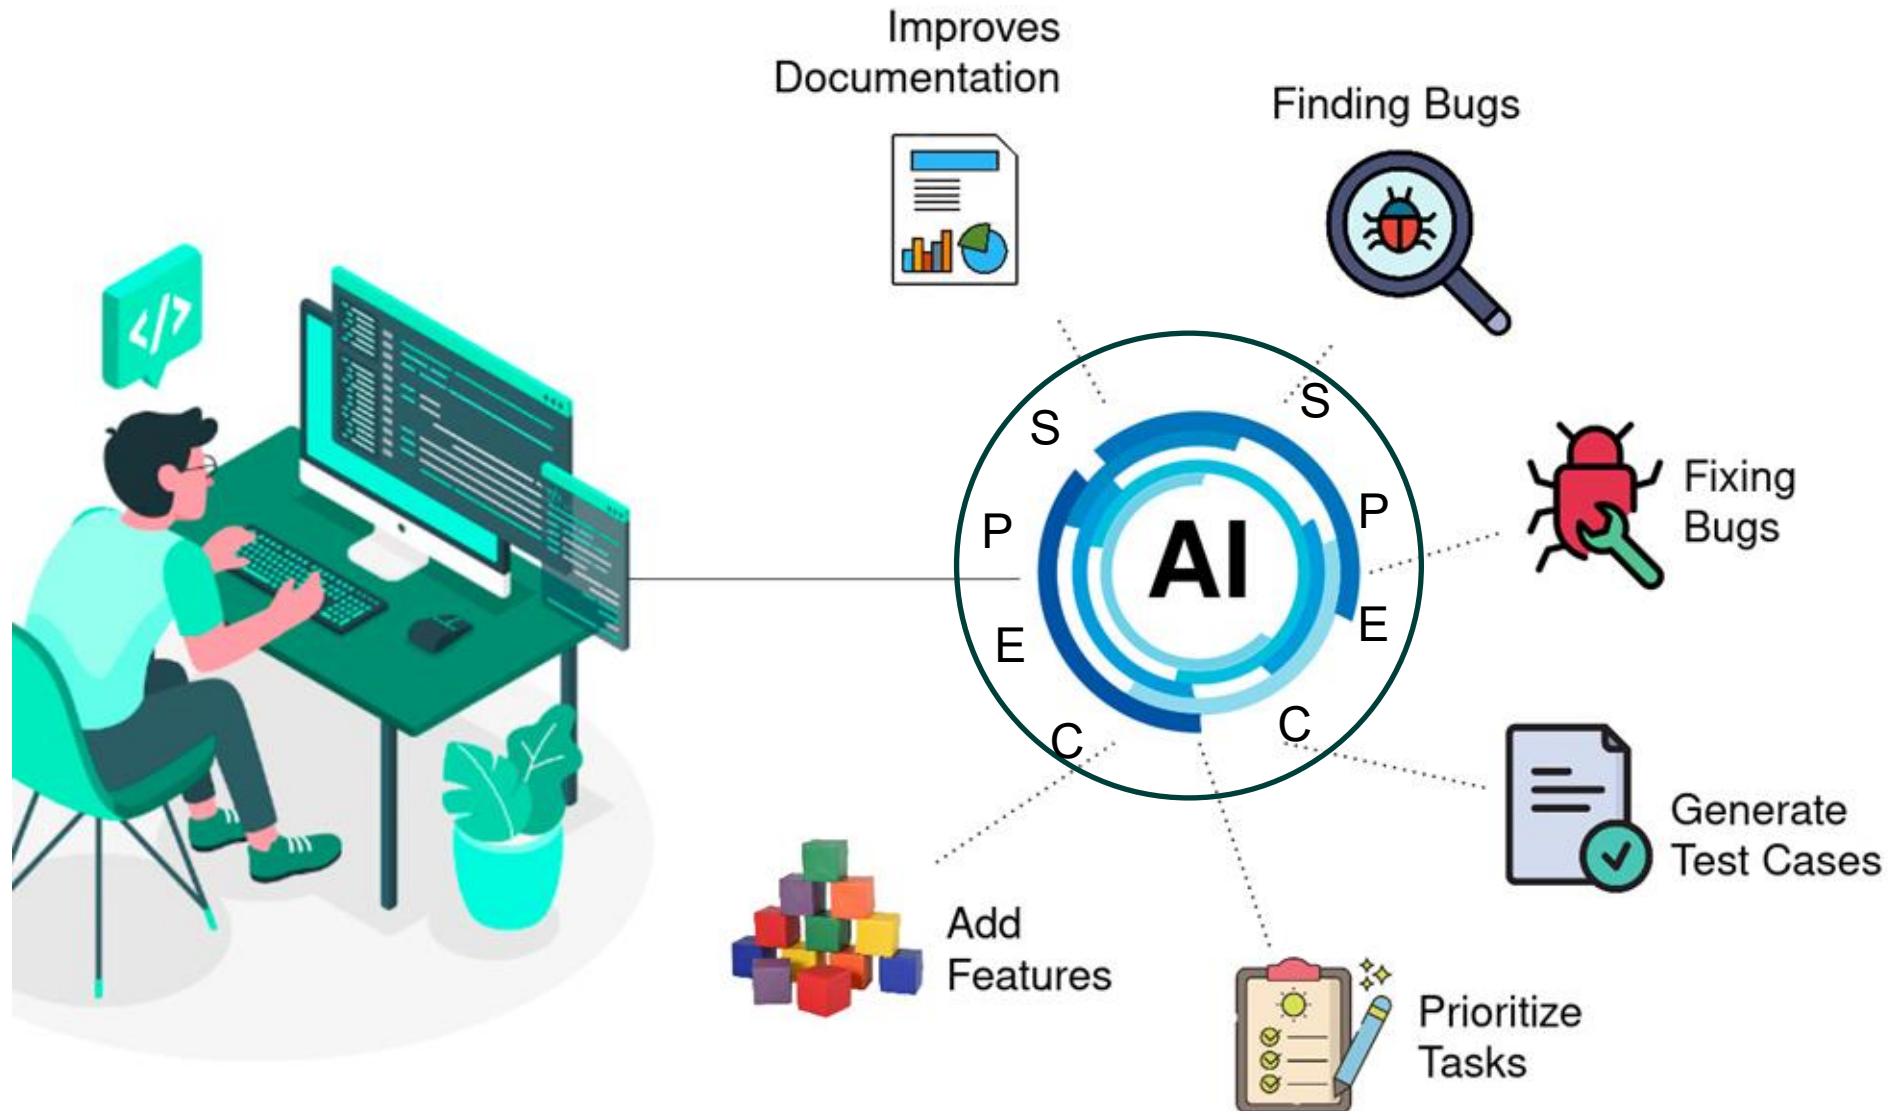 Improves
Documentation
Finding Bugs
</>
S
P
E
C
AI
S
P
E
C
Fixing
Bugs
Generate
Test Cases
Add
Features
Prioritize
Tasks